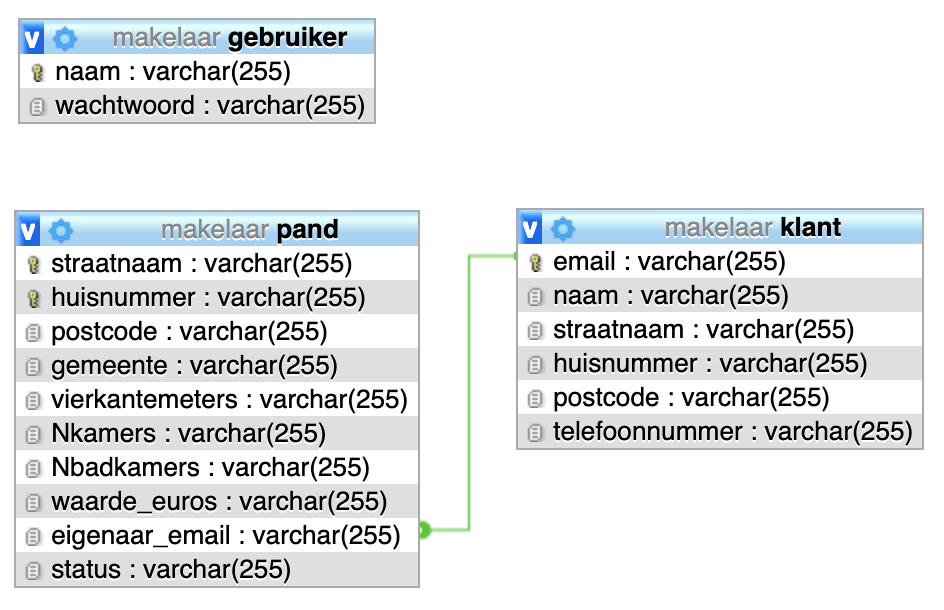 v makelaar gebruiker
naam : varchar(255)
wachtwoord : varchar(255)
v makelaar pand
straatnaam : varchar(255)
huisnummer : varchar(255)
postcode : varchar(255)
gemeente : varchar(255)
vierkantemeters : varchar(255)
Nkamers : varchar(255)
Nbadkamers : varchar(255)
waarde_euros : varchar(255)
eigenaar_email : varchar(255)
status : varchar(255)
v makelaar klant
email : varchar(255)
naam : varchar(255)
straatnaam : varchar(255)
huisnummer : varchar(255)
postcode : varchar(255)
telefoonnummer : varchar(255)